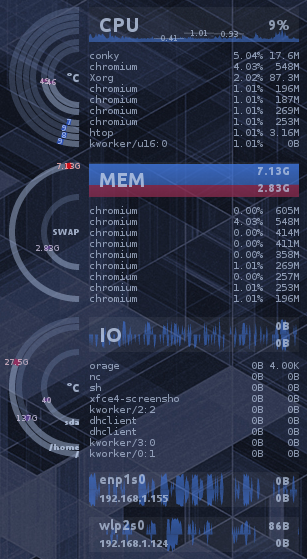 CPU 9%
0.41 1.01 0.93
conky 5.04% 17.6M
chromium 4.03% 548M
Xorg 2.02% 87.3M
chromium 1.01% 196M
°C
chromium 1.01% 187M
chromium 1.01% 269M
chromium 1.01% 253M
htop 1.01% 3.16M
kworker/u16:0 1.01% 0B
7.13G
MEM 7.13G
2.83G
chromium 0.00% 605M
chromium 4.03% 548M
SWAP
chromium 0.00% 414M
chromium 0.00% 411M
2.83G
chromium 0.00% 358M
chromium 1.01% 269M
chromium 0.00% 257M
chromium 1.01% 253M
chromium 1.01% 196M
IO 0B
0B
27.5G
orage 0B 4.00K
nc 0B 0B
°C
sh 0B 0B
40
xfce4-screensho 0B 0B
kworker/2:2 0B 0B
137G
sda
dhclient 0B 0B
dhclient 0B 0B
kworker/3:0 0B 0B
/home
/
kworker/0:1 0B 0B
enp1s0 0B
192.168.1.155 0B
wlp2s0 86B
192.168.1.124 0B